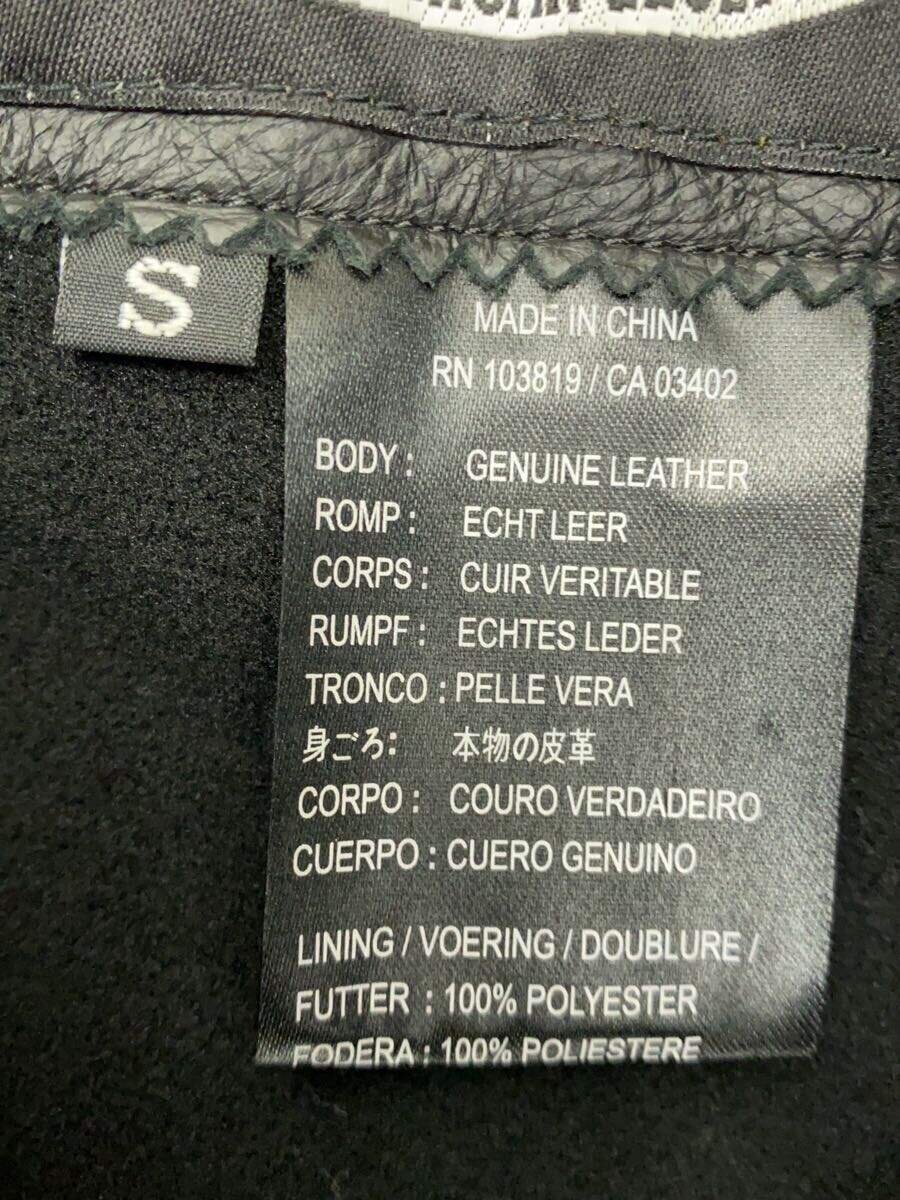 S
MADE IN CHINA
RN 103819 / CA 03402
BODY : GENUINE LEATHER
ROMP : ECHT LEER
CORPS : CUIR VERITABLE
RUMPF : ECHTES LEDER
TRONCO : PELLE VERA
身ごろ: 本物の皮革
CORPO : COURO VERDADEIRO
CUERPO : CUERO GENUINO
LINING / VOERING / DOUBLURE /
FUTTER : 100% POLYESTER
FODERA : 100% POLIESTERE